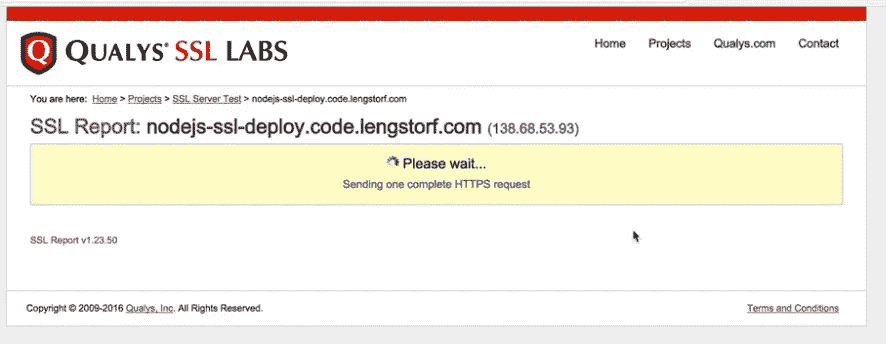 QUALYS® SSL LABS
Home Projects Qualys.com Contact
You are here: Home > Projects > SSL Server Test > nodejs-ssl-deploy.code.lengstorf.com
SSL Report: nodejs-ssl-deploy.code.lengstorf.com (138.68.53.93)
Please wait...
Sending one complete HTTPS request
SSL Report v1.23.50
Copyright © 2009-2016 Qualys, Inc. All Rights Reserved.
Terms and Conditions